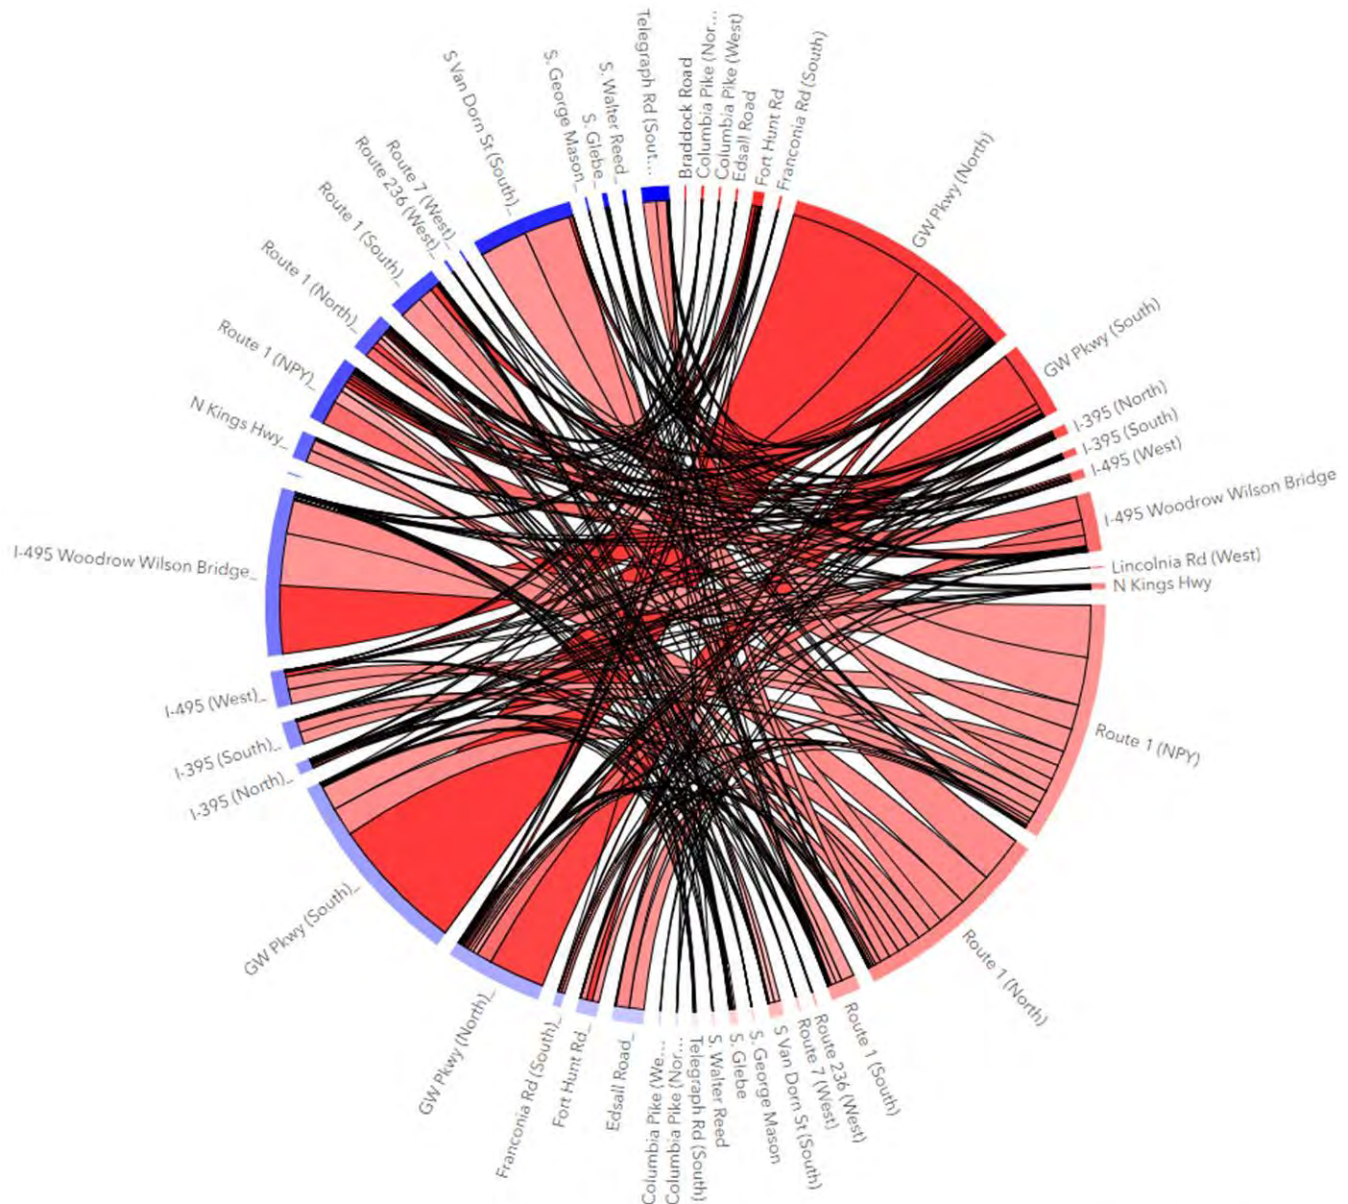 Telegraph Rd (Sout...
Braddock Road
Columbia Pike (Nor...
Columbia Pike (West)
Edsall Road
Fort Hunt Rd
Franconia Rd (South)
GW Pkwy (North)
GW Pkwy (South)
I-395 (North)
I-395 (South)
I-495 (West)
I-495 Woodrow Wilson Bridge
Lincolnia Rd (West)
N Kings Hwy
Route 1 (NPY)
Route 1 (North)
Route 1 (South)
Route 236 (West)
Route 7 (West)
S Van Dorn St (South)
S. George Mason
S. Glebe
S. Walter Reed
Telegraph Rd (South)
Columbia Pike (Nor...
Columbia Pike (We...
Edsall Road_
Fort Hunt Rd_
Franconia Rd (South)_
GW Pkwy (North)_
GW Pkwy (South)_
I-395 (North)_
I-395 (South)_
I-495 (West)_
I-495 Woodrow Wilson Bridge_
N Kings Hwy_
Route 1 (NPY)_
Route 1 (North)_
Route 1 (South)_
Route 236 (West)_
Route 7 (West)_
S Van Dorn St (South)_
S. George Mason_
S. Glebe_
S. Walter Reed_